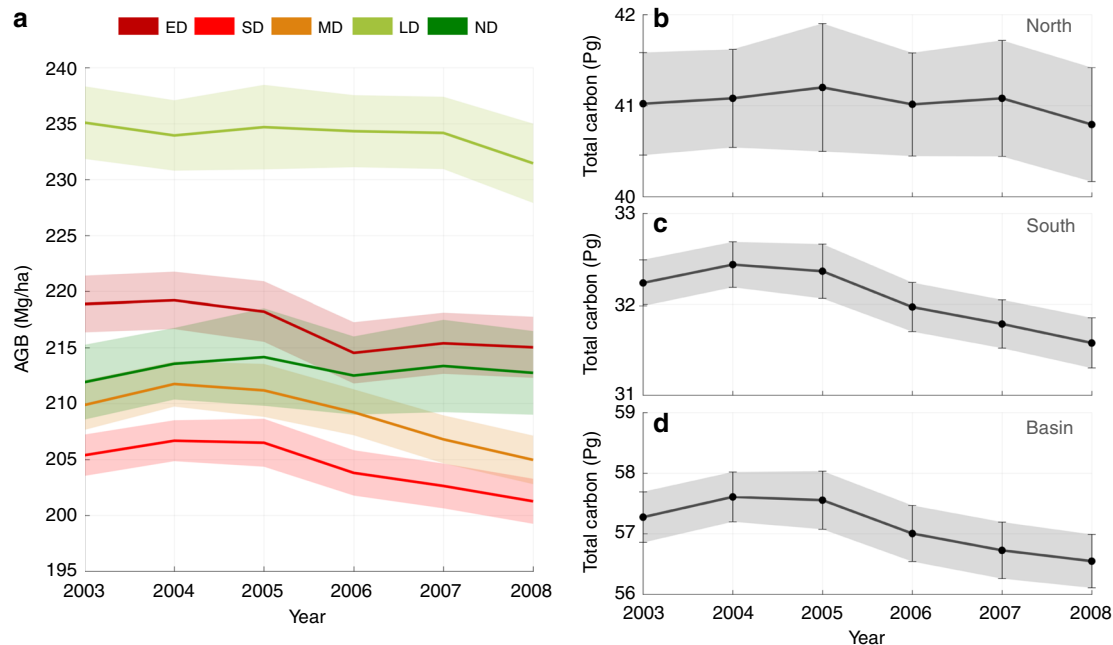 a
ED SD MD LD ND
240
235
230
225
220
215
210
205
200
195
AGB (Mg/ha)
2003 2004 2005 2006 2007 2008
Year
b
North
42
41
40
Total carbon (Pg)
c
South
33
32
31
Total carbon (Pg)
d
Basin
59
58
57
56
Total carbon (Pg)
2003 2004 2005 2006 2007 2008
Year